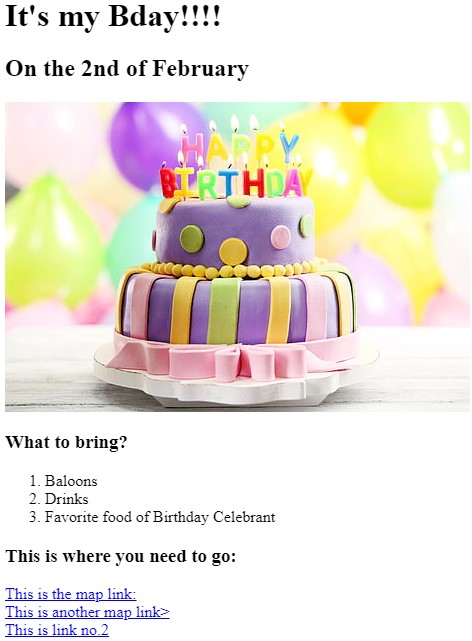 It's my Bday!!!!
On the 2nd of February
HAPPY
BIRTHDAY
What to bring?
1. Baloons
2. Drinks
3. Favorite food of Birthday Celebrant
This is where you need to go:
This is the map link:
This is another map link>
This is link no.2